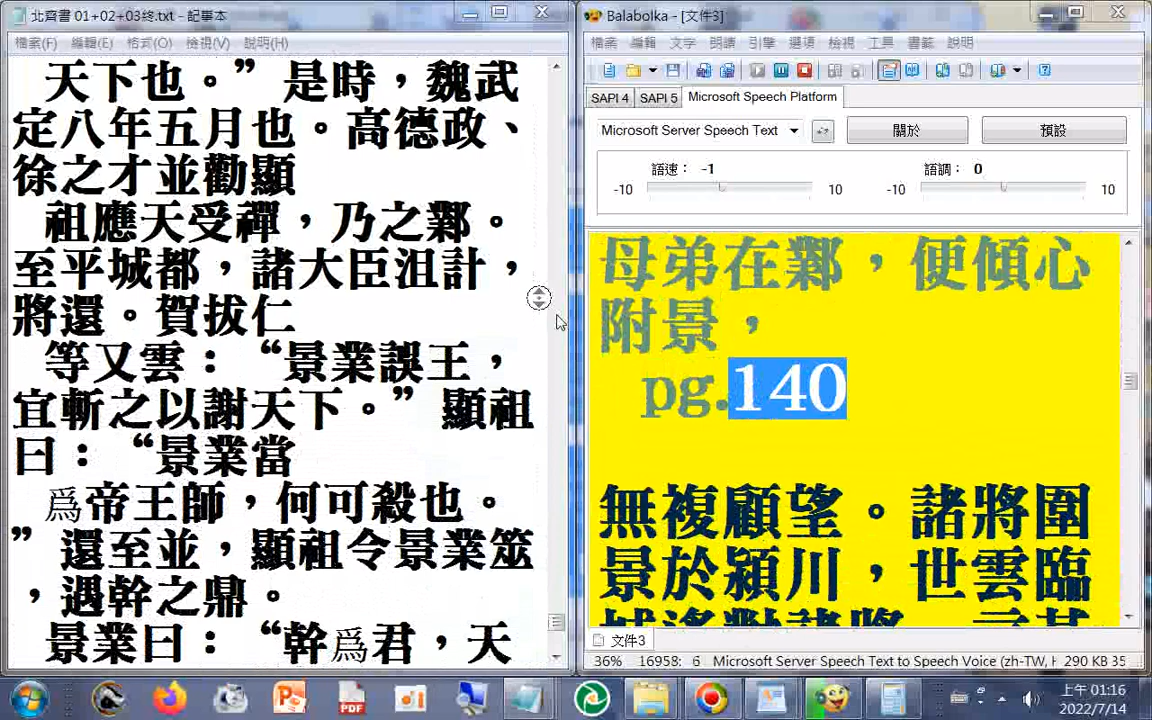 北齊書 01+02+03终.txt - 記事本
檔案(F) 編輯(E) 格式(O) 檢視(V) 說明(H)
天下也。”是時，魏武
定八年五月也。高德政、
徐之才並勸顯
祖應天受禪，乃之鄴。
至平城都，諸大臣沮計，
將還。賀拔仁
等又雲：“景業誤王，
宜斬之以謝天下。”顯祖
曰：“景業當
爲帝王師，何可殺也。
”還至並，顯祖令景業筮
，遇幹之鼎。
景業曰：“幹爲君，天
Balabolka - [文件3]
檔案 編輯 文字 朗讀 引擎 選項 檢視 工具 書籤 說明
SAPI 4 SAPI 5 Microsoft Speech Platform
Microsoft Server Speech Text 關於 預設
語速： -1 語調： 0
-10 10 -10 10
母弟在鄴，便傾心
附景，
pg.140
無複顧望。諸將圍
景於潁川，世雲臨
城遙對諸將，言甚
文件3
36% 16958: 6 Microsoft Server Speech Text to Speech Voice (zh-TW, H 290 KB 35
PDF
上午 01:16
2022/7/14